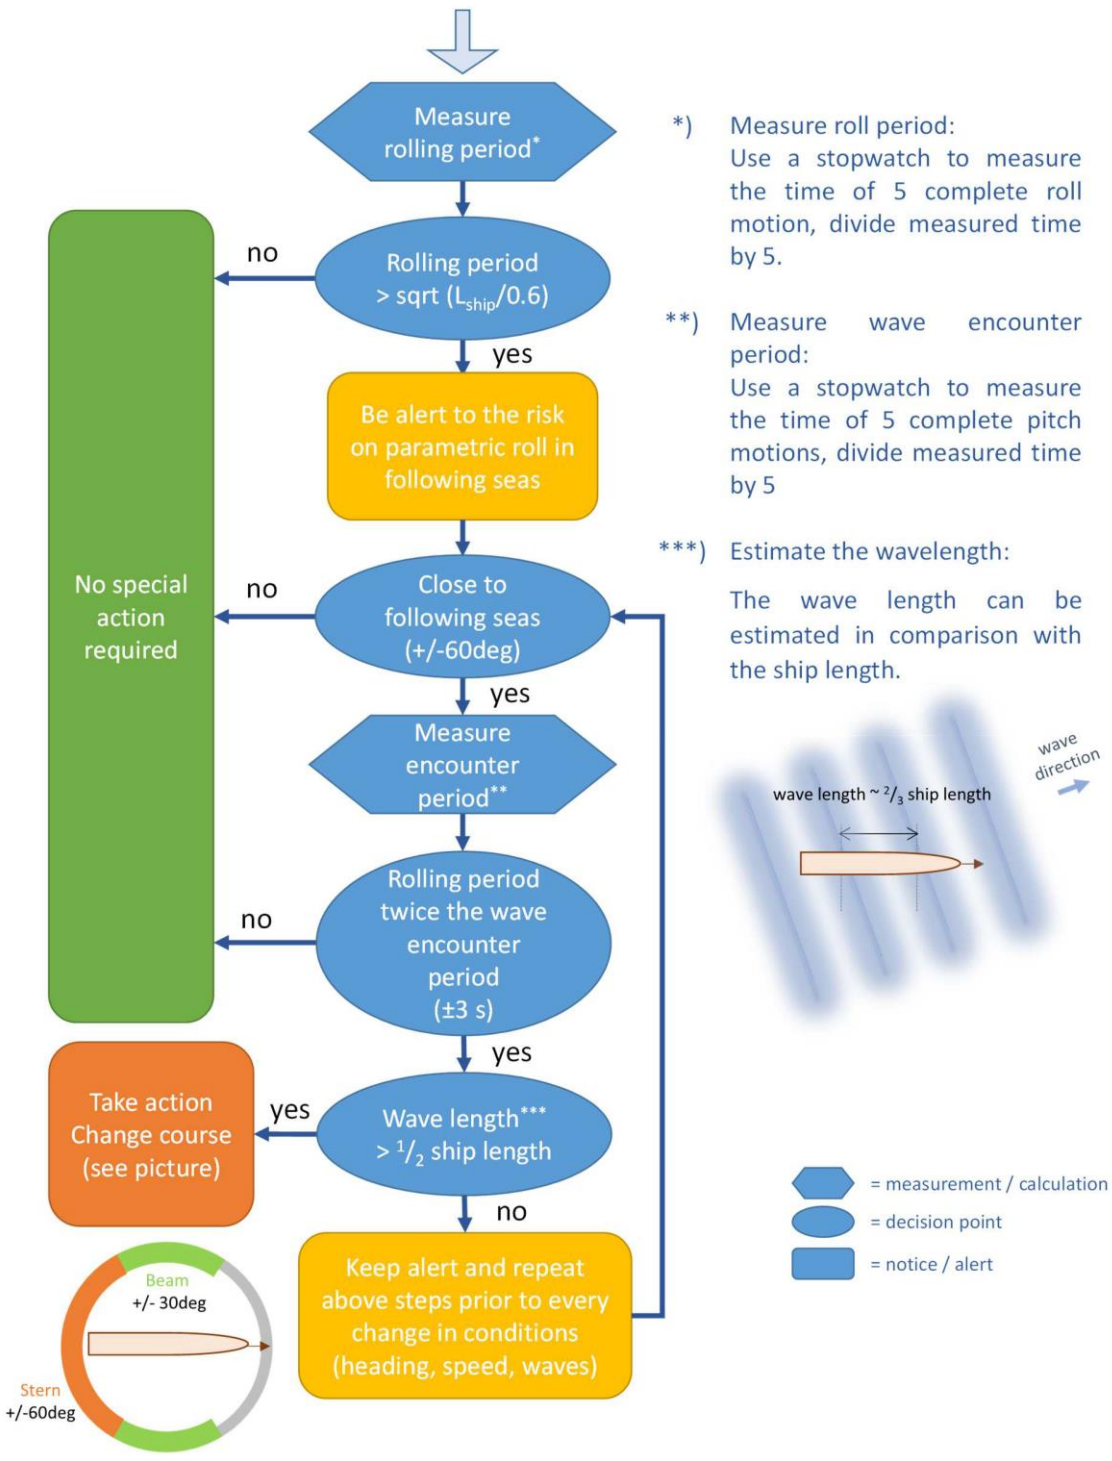 Measure
rolling period*
Rolling period
> sqrt (Lship/0.6)
no
yes
Be alert to the risk
on parametric roll in
following seas
No special
action
required
no
Close to
following seas
(+/-60deg)
yes
Measure
encounter
period**
Rolling period
twice the wave
encounter
period
(±3 s)
no
yes
Take action
Change course
(see picture)
yes
Wave length***
> 1/2 ship length
no
Keep alert and repeat
above steps prior to every
change in conditions
(heading, speed, waves)
Beam
+/- 30deg
Stern
+/-60deg
*) Measure roll period:
Use a stopwatch to measure
the time of 5 complete roll
motion, divide measured time
by 5.
**) Measure wave encounter
period:
Use a stopwatch to measure
the time of 5 complete pitch
motions, divide measured time
by 5
***) Estimate the wavelength:
The wave length can be
estimated in comparison with
the ship length.
wave
direction
wave length ~ 2/3 ship length
= measurement / calculation
= decision point
= notice / alert